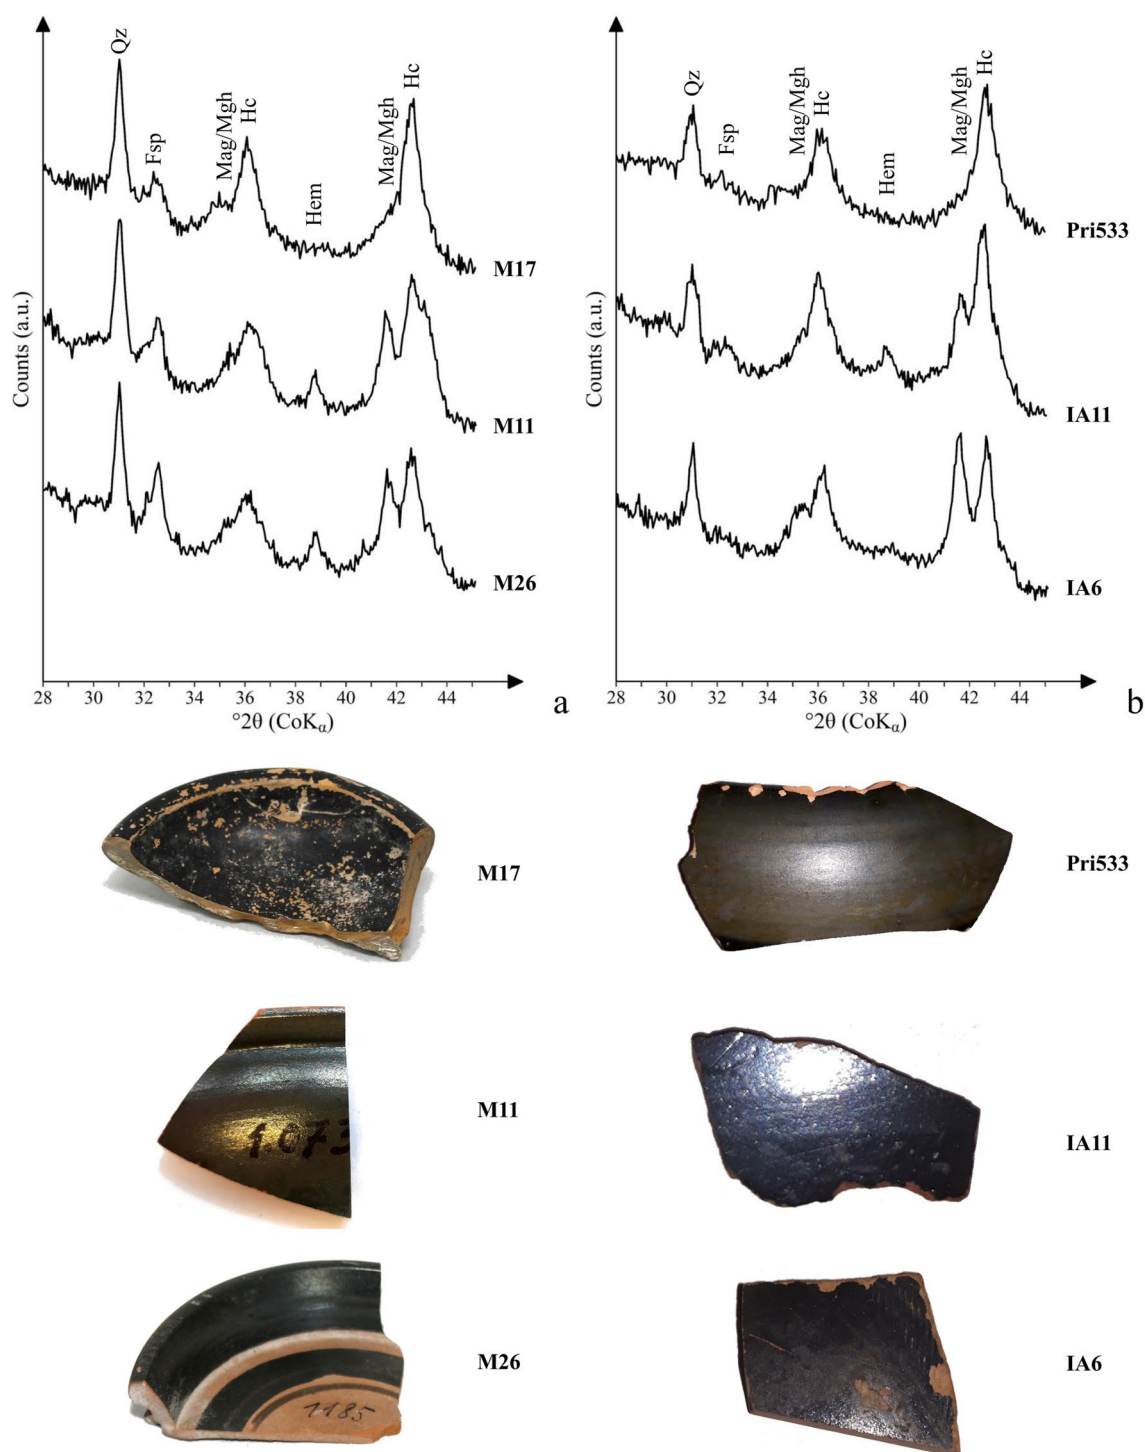 Qz
Fsp
Mag/Mgh
Hc
Hem
Mag/Mgh
Hc
M17
M11
M26
Counts (a.u.)
28 30 32 34 36 38 40 42 44
°2θ (CoKα)
a
Qz
Fsp
Mag/Mgh
Hc
Hem
Mag/Mgh
Hc
Pri533
IA11
IA6
Counts (a.u.)
28 30 32 34 36 38 40 42 44
°2θ (CoKα)
b
M17
Pri533
1.073
M11
IA11
1185
M26
IA6